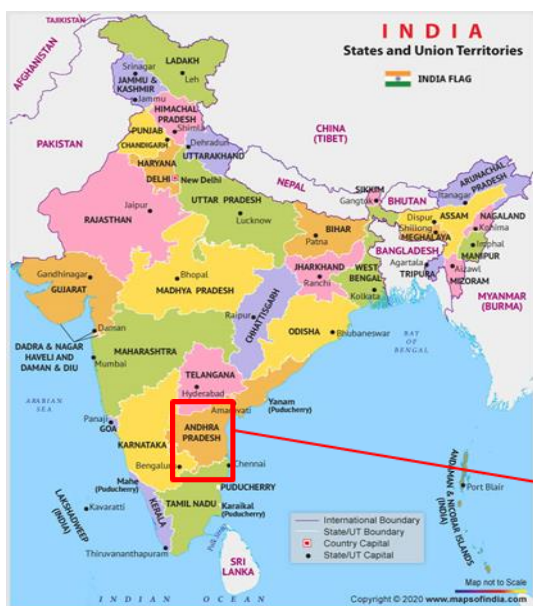 TAJIKISTAN
INDIA
States and Union Territories
INDIA FLAG
AFGHANISTAN
LADAKH
Srinagar
Leh
JAMMU &
KASHMIR
Jammu
HIMACHAL
PRADESH
Shimla
PUNJAB
CHANDIGARH
Dehradun
UTTARAKHAND
PAKISTAN
CHINA
(TIBET)
HARYANA
DELHI
New Delhi
NEPAL
SIKKIM
Gangtok
BHUTAN
ARUNACHAL
PRADESH
Itanagar
RAJASTHAN
Jaipur
UTTAR PRADESH
Lucknow
BIHAR
Patna
Dispur
ASSAM
Shillong
MEGHALAYA
NAGALAND
Kohima
Imphal
MANIPUR
BANGLADESH
Agartala
TRIPURA
Aizawl
MIZORAM
MYANMAR
(BURMA)
Gandhinagar
GUJARAT
Bhopal
MADHYA PRADESH
JHARKHAND
Ranchi
WEST
BENGAL
Kolkata
CHHATTISGARH
Raipur
ODISHA
Bhubaneswar
Daman
DADRA & NAGAR
HAVELI AND
DAMAN & DIU
MAHARASHTRA
Mumbai
BAY
OF
BENGAL
TELANGANA
Hyderabad
ARABIAN
SEA
Yanam
(Puducherry)
Amaravati
Panaji
GOA
KARNATAKA
ANDHRA
PRADESH
Bengaluru
Chennai
Mahe
(Puducherry)
PUDUCHERRY
Karaikal
(Puducherry)
TAMIL NADU
KERALA
Kavaratti
LAKSHADWEEP
(INDIA)
Thiruvananthapuram
Palk Strait
SRI
LANKA
ANDAMAN & NICOBAR ISLANDS
(INDIA)
Port Blair
International Boundary
State/UT Boundary
Country Capital
State/UT Capital
Map not to Scale
INDIAN OCEAN
Copyright © 2020 www.mapsofindia.com